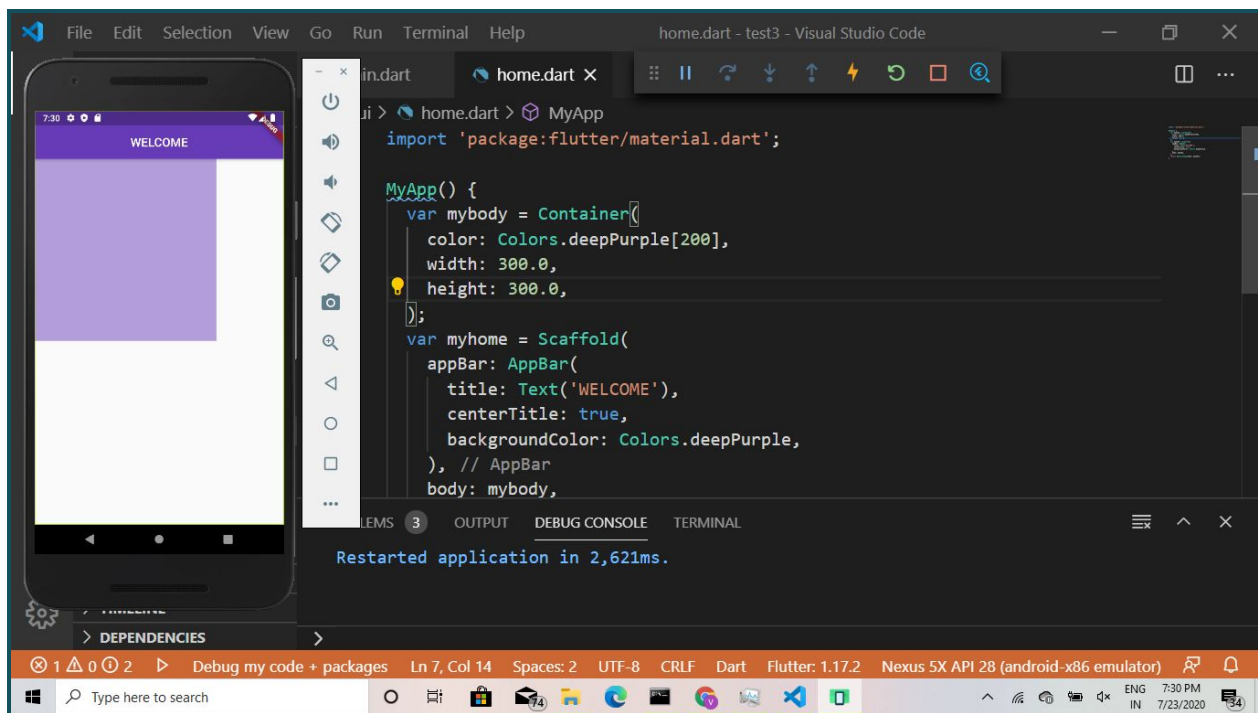 File Edit Selection View Go Run Terminal Help home.dart - test3 - Visual Studio Code
in.dart home.dart
ui > home.dart > MyApp
7:30
WELCOME
import 'package:flutter/material.dart';
MyApp() {
var mybody = Container(
color: Colors.deepPurple[200],
width: 300.0,
height: 300.0,
);
var myhome = Scaffold(
appBar: AppBar(
title: Text('WELCOME'),
centerTitle: true,
backgroundColor: Colors.deepPurple,
), // AppBar
body: mybody,
LEMS 3 OUTPUT DEBUG CONSOLE TERMINAL
Restarted application in 2,621ms.
> DEPENDENCIES
>
1 0 2 Debug my code + packages Ln 7, Col 14 Spaces: 2 UTF-8 CRLF Dart Flutter: 1.17.2 Nexus 5X API 28 (android-x86 emulator)
Type here to search 74 ENG 7:30 PM
IN 7/23/2020 34